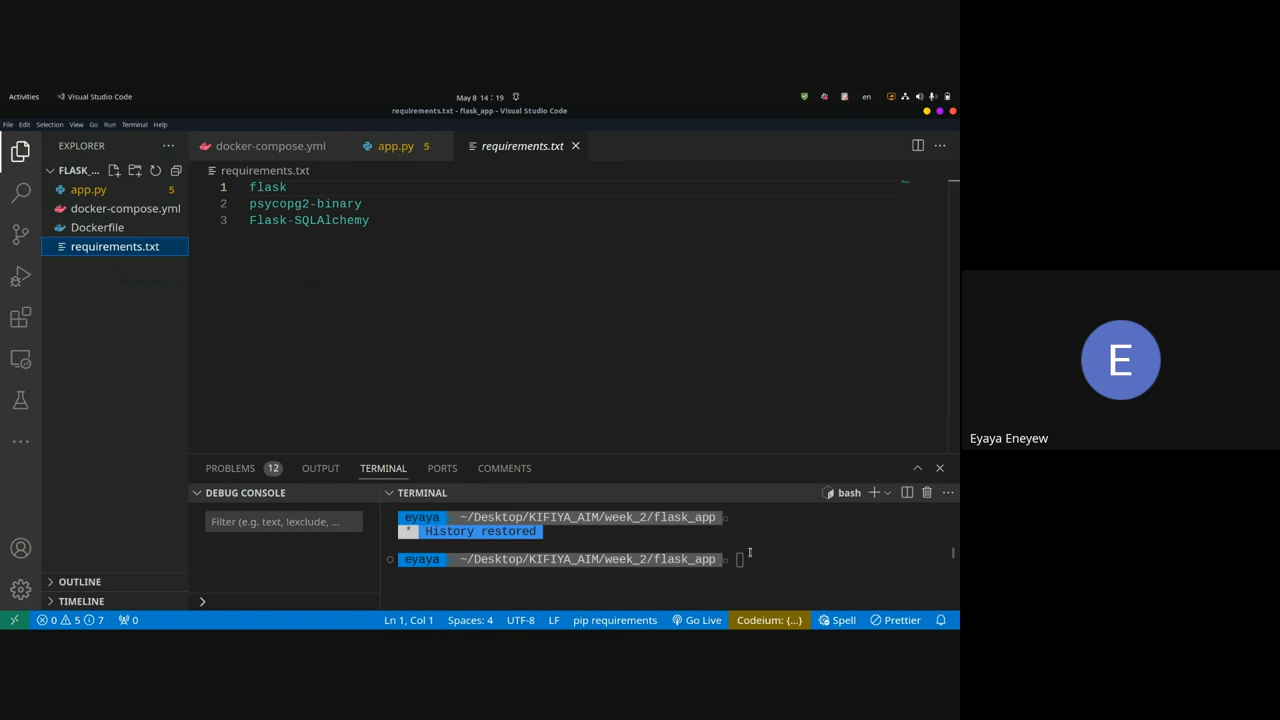 Activities
Visual Studio Code
May 8 14:19
en
requirements.txt - flask_app - Visual Studio Code
File Edit Selection View Go Run Terminal Help
EXPLORER
docker-compose.yml
app.py 5
requirements.txt
FLASK_...
requirements.txt
app.py 5
docker-compose.yml
Dockerfile
requirements.txt
1 flask
2 psycopg2-binary
3 Flask-SQLAlchemy
PROBLEMS 12 OUTPUT TERMINAL PORTS COMMENTS
DEBUG CONSOLE
TERMINAL
bash
Filter (e.g. text, !exclude, ...
eyaya ~/Desktop/KIFIYA_AIM/week_2/flask_app
* History restored
eyaya ~/Desktop/KIFIYA_AIM/week_2/flask_app
OUTLINE
TIMELINE
0 5 7 0
Ln 1, Col 1 Spaces: 4 UTF-8 LF pip requirements Go Live Codeium: {...} Spell Prettier
E
Eyaya Eneyew